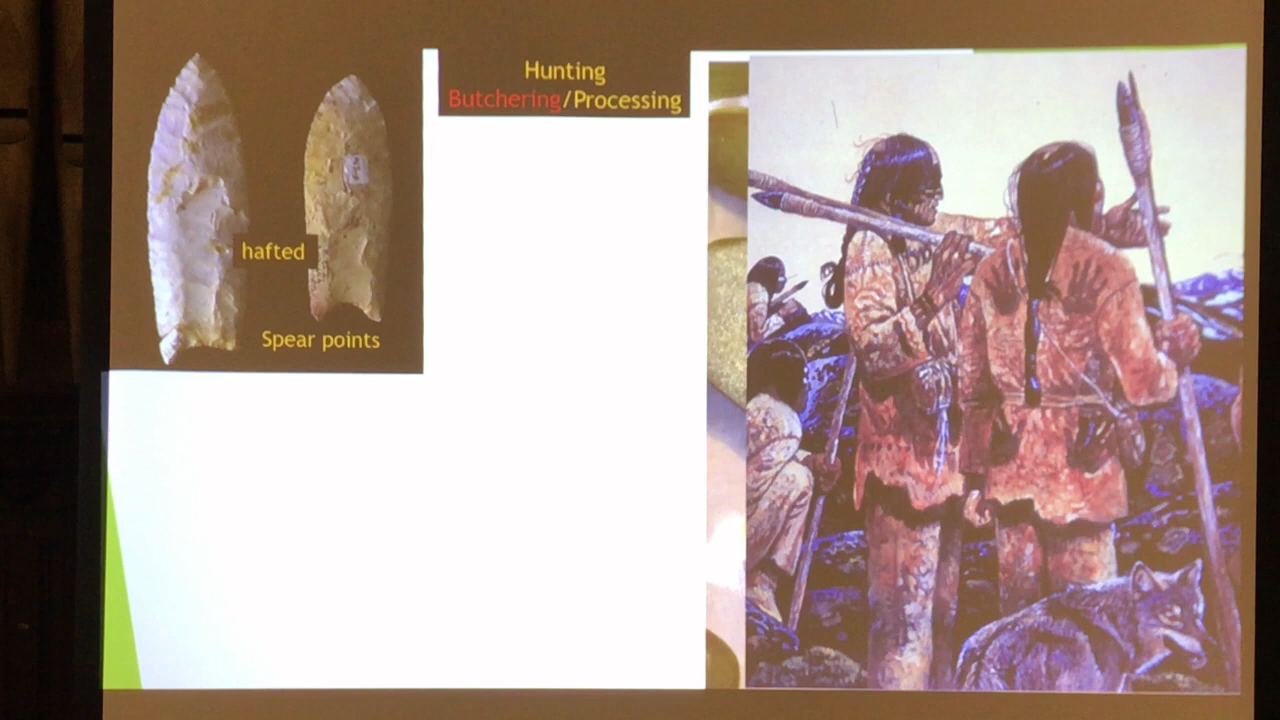 Hunting
Butchering/Processing
hafted
Spear points